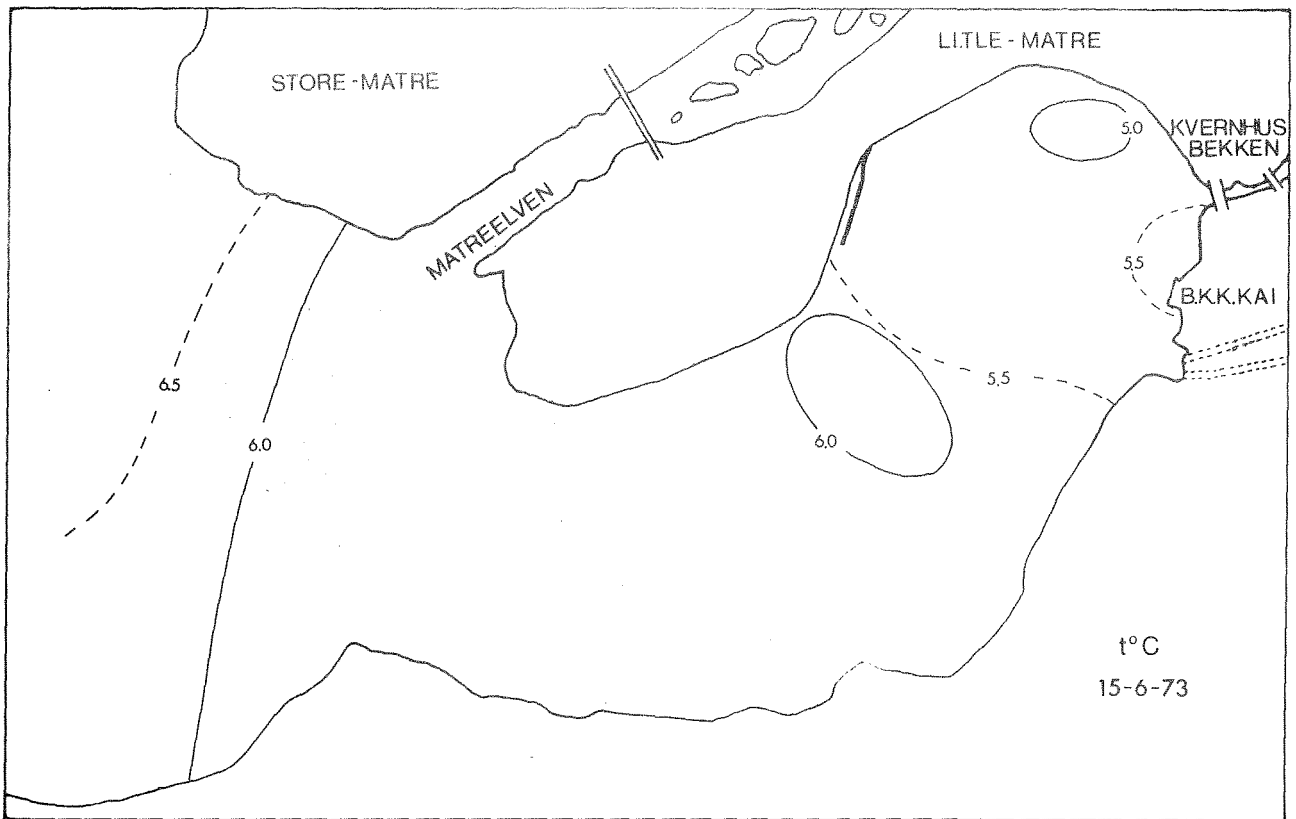 LITLE-MATRE
STORE-MATRE
5.0
KVERNHUS
BEKKEN
MATREELVEN
5.5
B.K.K.KAI
6.5
5.5
6.0
6.0
t°C
15-6-73